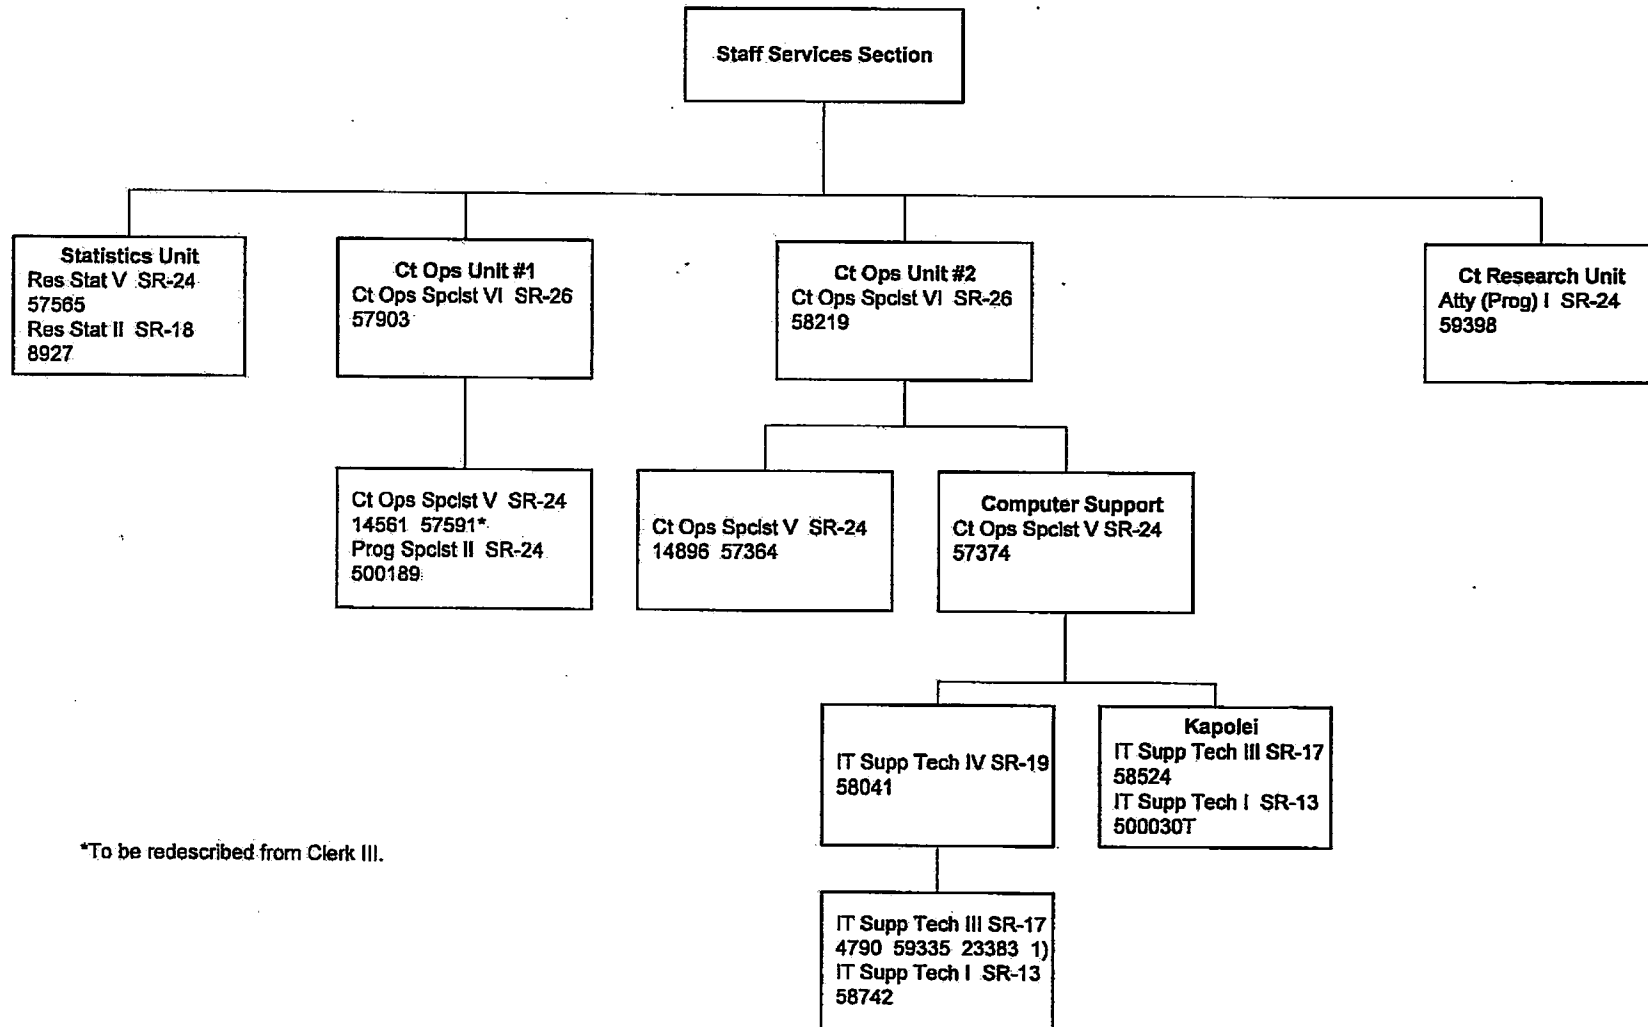 Staff Services Section
Statistics Unit
Res Stat V SR-24
57565
Res Stat II SR-18
8927
Ct Ops Unit #1
Ct Ops Spclst VI SR-26
57903
Ct Ops Unit #2
Ct Ops Spclst VI SR-26
58219
Ct Research Unit
Atty (Prog) I SR-24
59398
Ct Ops Spclst V SR-24
14561 57591*
Prog Spclst II SR-24
500189
Ct Ops Spclst V SR-24
14896 57364
Computer Support
Ct Ops Spclst V SR-24
57374
IT Supp Tech IV SR-19
58041
Kapolei
IT Supp Tech III SR-17
58524
IT Supp Tech I SR-13
500030T
*To be redescribed from Clerk III.
IT Supp Tech III SR-17
4790 59335 23383 1)
IT Supp Tech I SR-13
58742